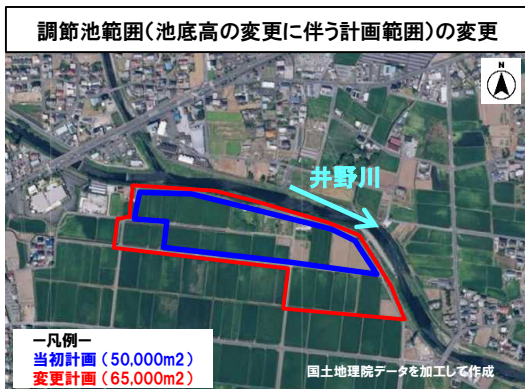 調節池範囲（池底高の変更に伴う計画範囲）の変更
N
井野川
ー凡例ー
当初計画（50,000m2）
変更計画（65,000m2）
国土地理院データを加工して作成